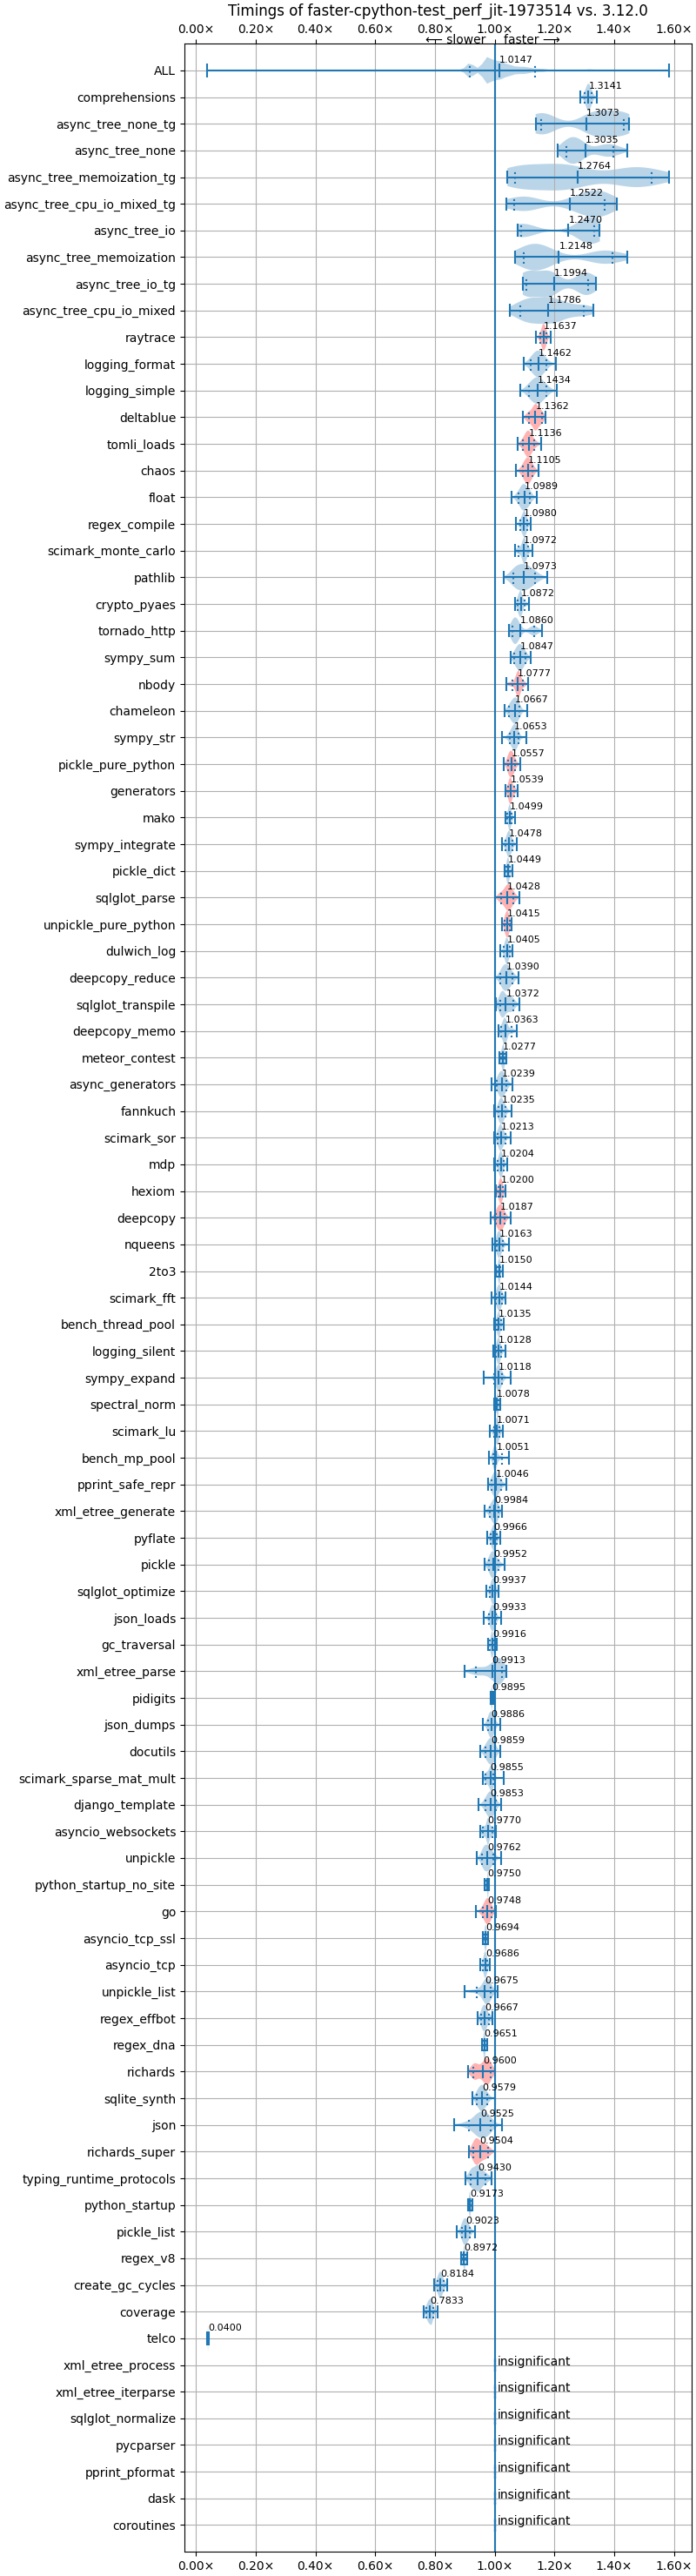 Timings of faster-cpython-test_perf_jit-1973514 vs. 3.12.0
0.00× 0.20× 0.40× 0.60× 0.80× 1.00× 1.20× 1.40× 1.60×
← slower faster →
ALL 1.0147
comprehensions 1.3141
async_tree_none_tg 1.3073
async_tree_none 1.3035
async_tree_memoization_tg 1.2764
async_tree_cpu_io_mixed_tg 1.2522
async_tree_io 1.2470
async_tree_memoization 1.2148
async_tree_io_tg 1.1994
async_tree_cpu_io_mixed 1.1786
raytrace 1.1637
logging_format 1.1462
logging_simple 1.1434
deltablue 1.1362
tomli_loads 1.1136
chaos 1.1105
float 1.0989
regex_compile 1.0980
scimark_monte_carlo 1.0972
pathlib 1.0973
crypto_pyaes 1.0872
tornado_http 1.0860
sympy_sum 1.0847
nbody 1.0777
chameleon 1.0667
sympy_str 1.0653
pickle_pure_python 1.0557
generators 1.0539
mako 1.0499
sympy_integrate 1.0478
pickle_dict 1.0449
sqlglot_parse 1.0428
unpickle_pure_python 1.0415
dulwich_log 1.0405
deepcopy_reduce 1.0390
sqlglot_transpile 1.0372
deepcopy_memo 1.0363
meteor_contest 1.0277
async_generators 1.0239
fannkuch 1.0235
scimark_sor 1.0213
mdp 1.0204
hexiom 1.0200
deepcopy 1.0187
nqueens 1.0163
2to3 1.0150
scimark_fft 1.0144
bench_thread_pool 1.0135
logging_silent 1.0128
sympy_expand 1.0118
spectral_norm 1.0078
scimark_lu 1.0071
bench_mp_pool 1.0051
pprint_safe_repr 1.0046
xml_etree_generate 0.9984
pyflate 0.9966
pickle 0.9952
sqlglot_optimize 0.9937
json_loads 0.9933
gc_traversal 0.9916
xml_etree_parse 0.9913
pidigits 0.9895
json_dumps 0.9886
docutils 0.9859
scimark_sparse_mat_mult 0.9855
django_template 0.9853
asyncio_websockets 0.9770
unpickle 0.9762
python_startup_no_site 0.9750
go 0.9748
asyncio_tcp_ssl 0.9694
asyncio_tcp 0.9686
unpickle_list 0.9675
regex_effbot 0.9667
regex_dna 0.9651
richards 0.9600
sqlite_synth 0.9579
json 0.9525
richards_super 0.9504
typing_runtime_protocols 0.9430
python_startup 0.9173
pickle_list 0.9023
regex_v8 0.8972
create_gc_cycles 0.8184
coverage 0.7833
telco 0.0400
xml_etree_process insignificant
xml_etree_iterparse insignificant
sqlglot_normalize insignificant
pycparser insignificant
pprint_pformat insignificant
dask insignificant
coroutines insignificant
0.00× 0.20× 0.40× 0.60× 0.80× 1.00× 1.20× 1.40× 1.60×